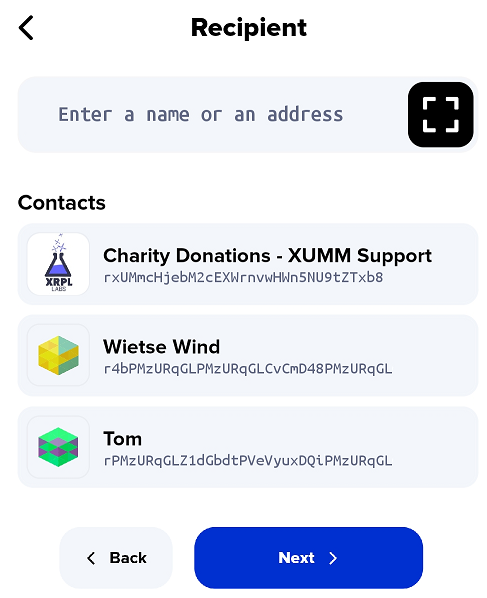 Recipient
Enter a name or an address
Contacts
XRPL
LABS
Charity Donations - XUMM Support
rxUMmcHjebM2cEXWrnvwHWn5NU9tZTxb8
Wietse Wind
r4bPMzURqGLPMzURqGLCvCmD48PMzURqGL
Tom
rPMzURqGLZ1dGbdtPVeVyuxDQiPMzURqGL
Back
Next